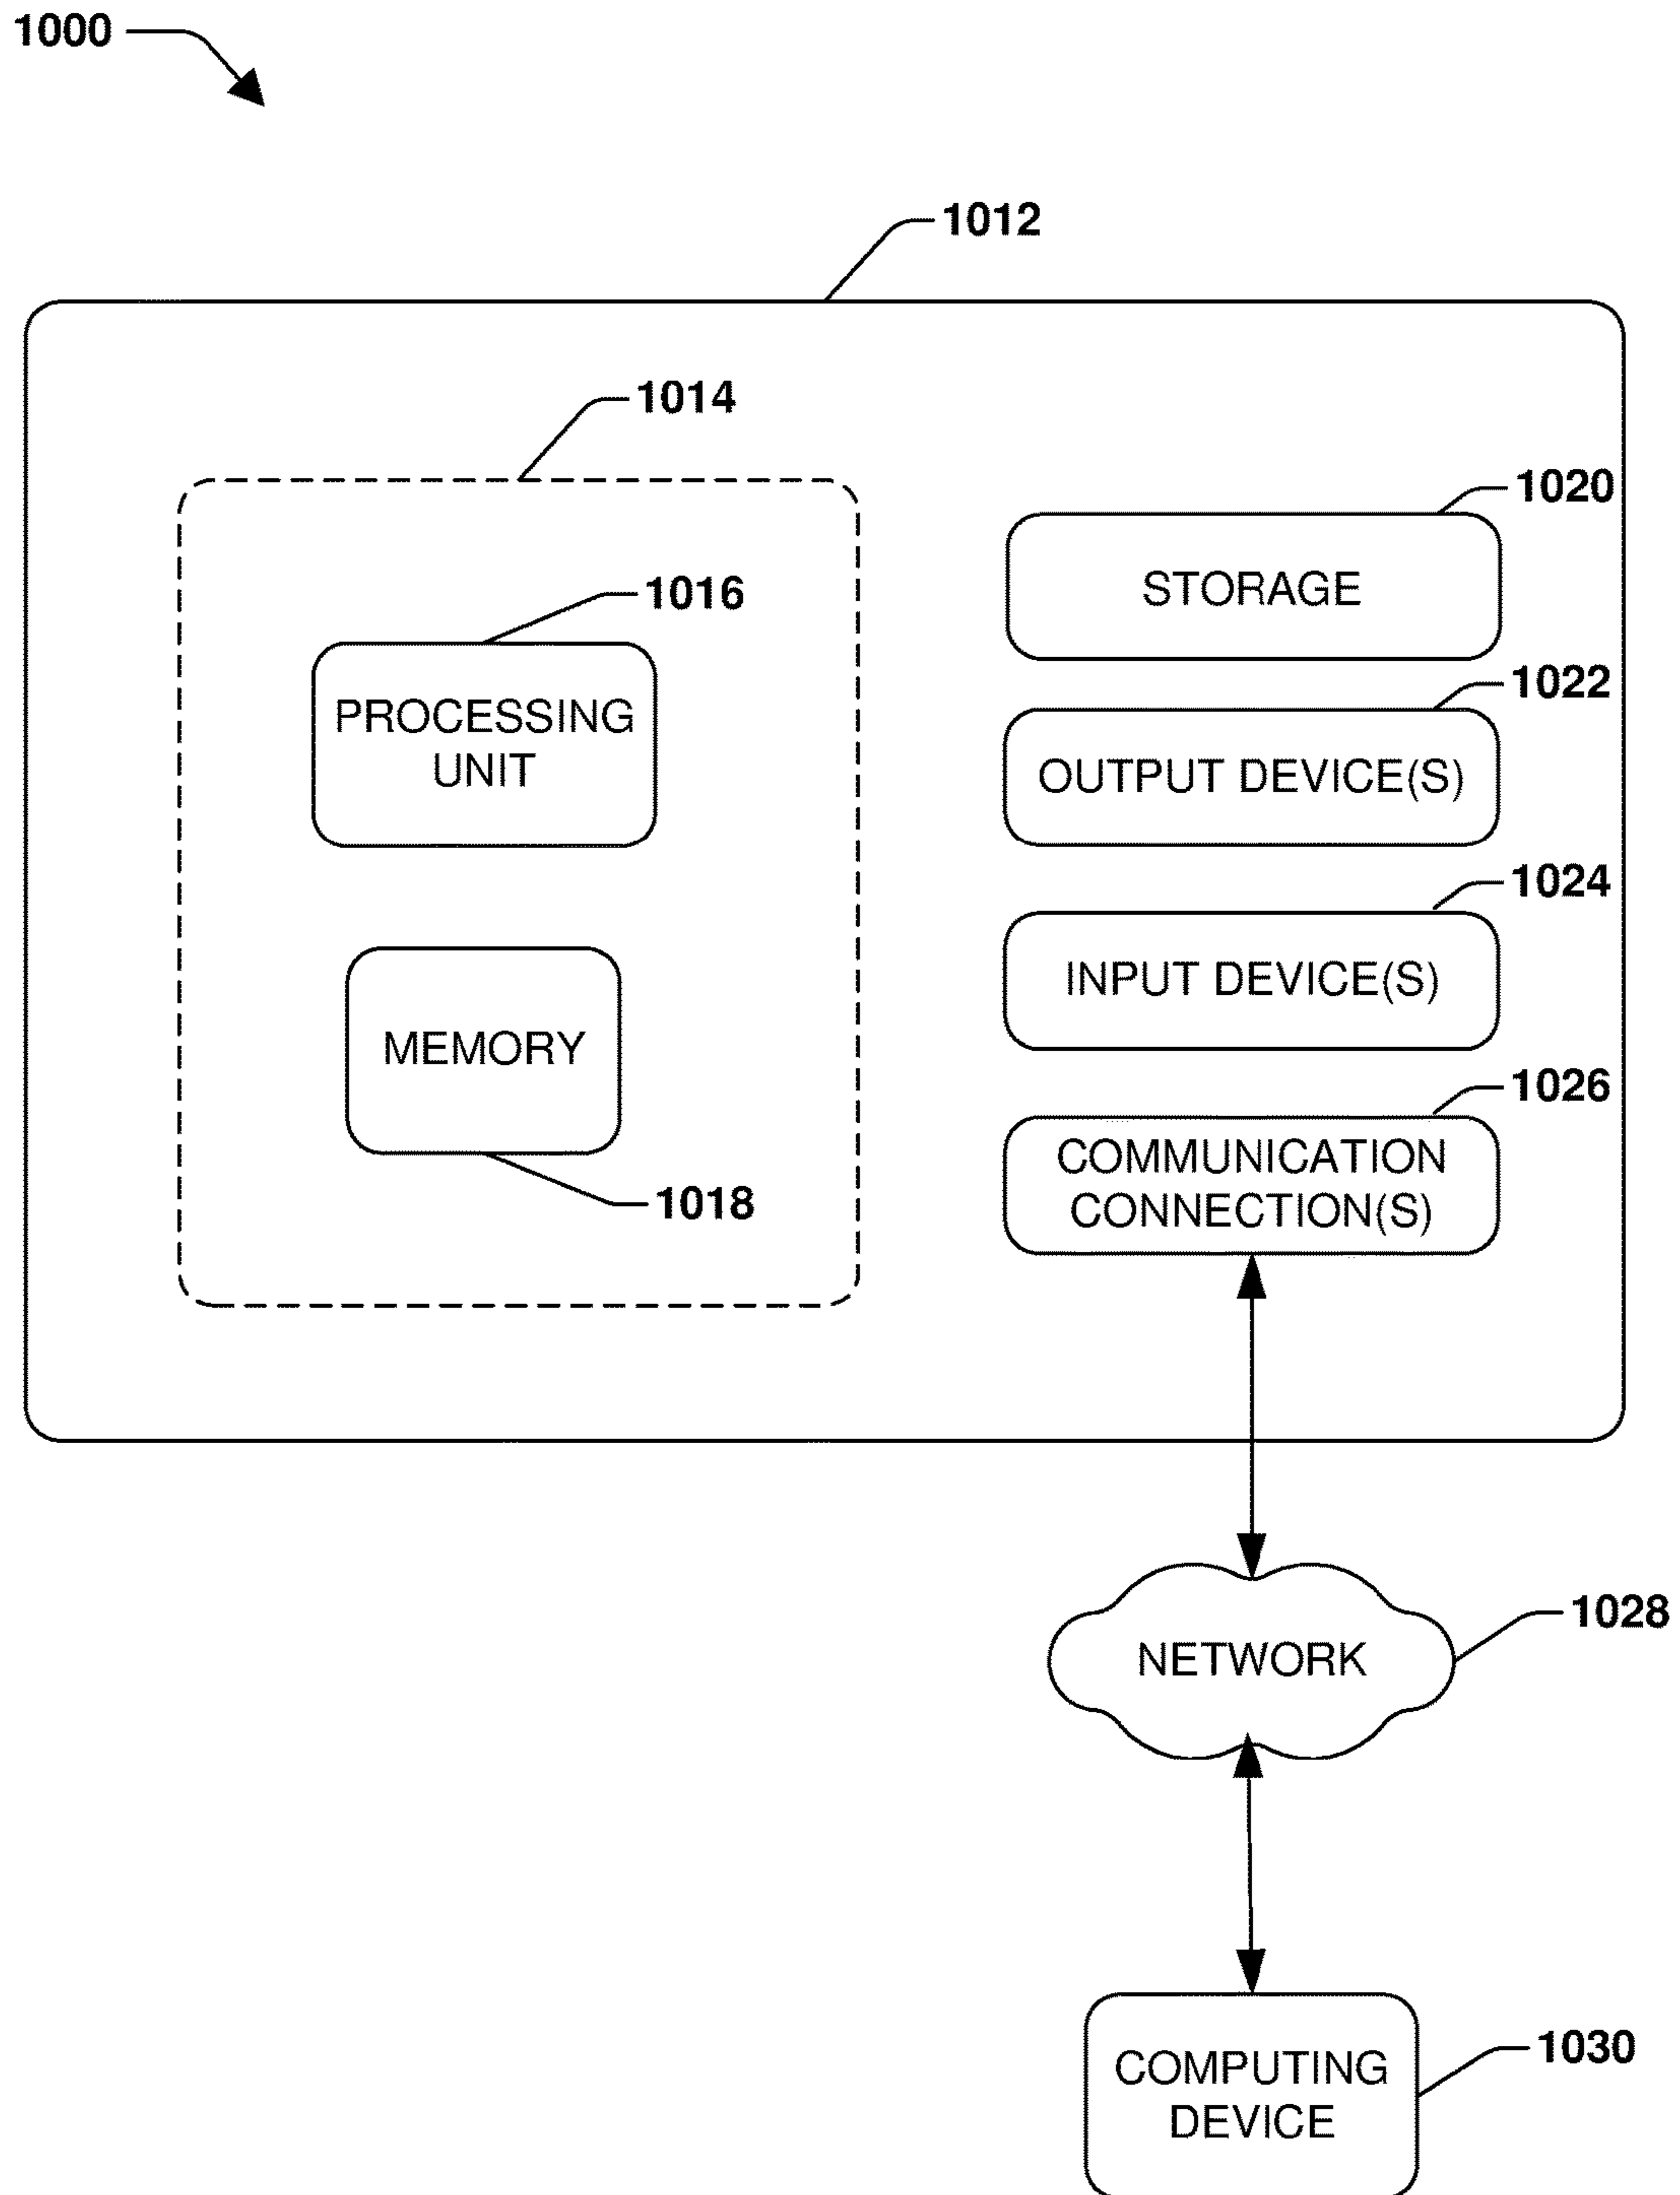 1000
1012
1014
1020
STORAGE
1016
PROCESSING
UNIT
1022
OUTPUT DEVICE(S)
1024
INPUT DEVICE(S)
MEMORY
1018
1026
COMMUNICATION
CONNECTION(S)
1028
NETWORK
1030
COMPUTING
DEVICE